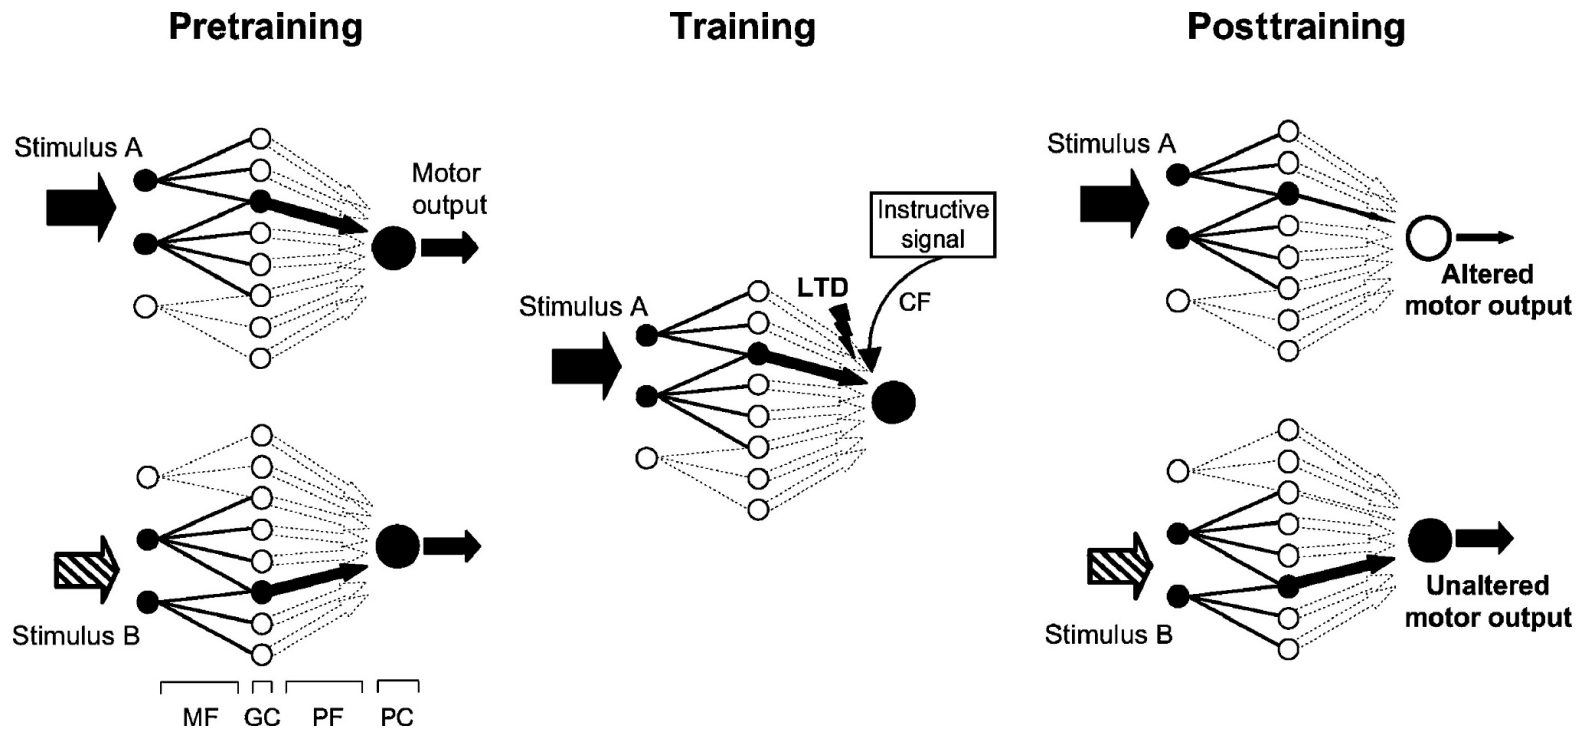 Pretraining
Training
Posttraining
Stimulus A
Motor
output
Stimulus B
MF
GC
PF
PC
Stimulus A
LTD
Instructive
signal
CF
Stimulus A
Altered
motor output
Stimulus B
Unaltered
motor output